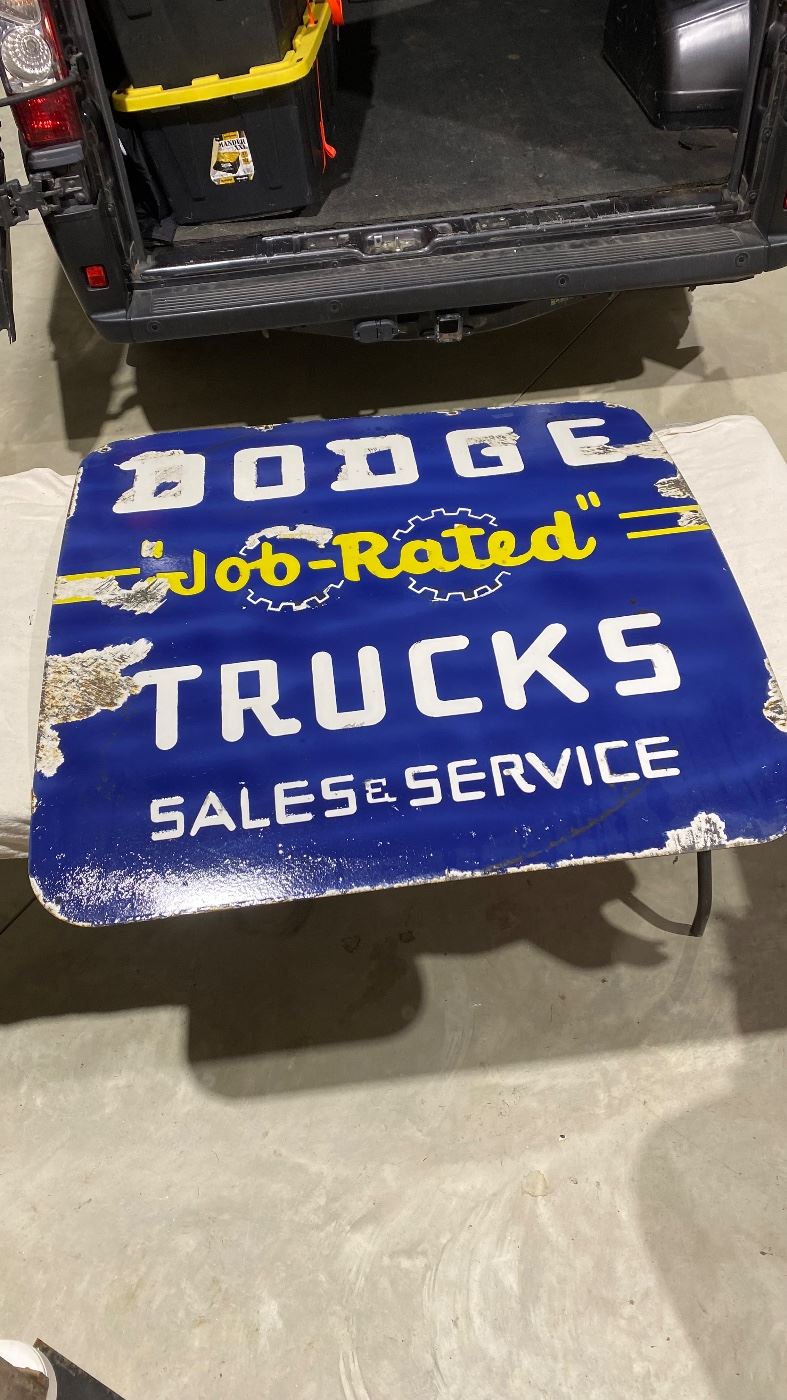 DODGE
"Job-Rated"
TRUCKS
SALES & SERVICE